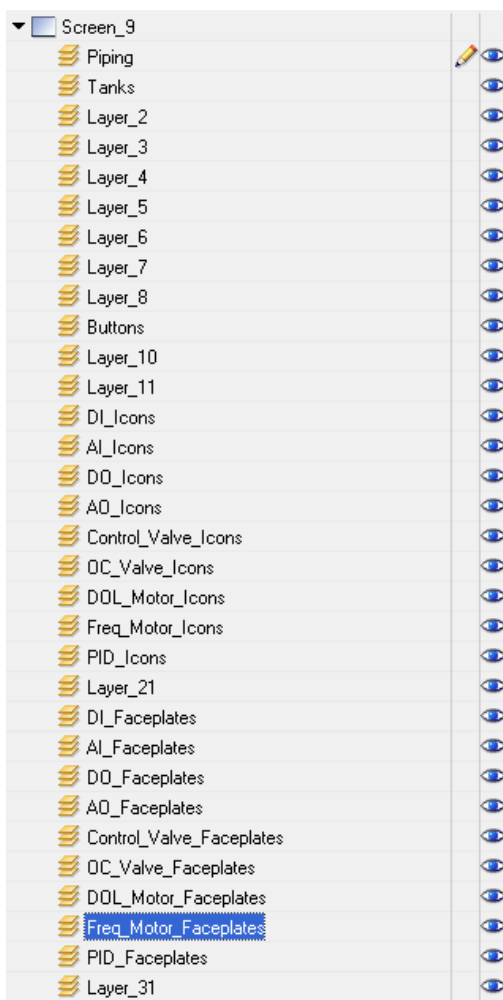 Screen_9
Piping
Tanks
Layer_2
Layer_3
Layer_4
Layer_5
Layer_6
Layer_7
Layer_8
Buttons
Layer_10
Layer_11
DI_Icons
AI_Icons
DO_Icons
AO_Icons
Control_Valve_Icons
OC_Valve_Icons
DOL_Motor_Icons
Freq_Motor_Icons
PID_Icons
Layer_21
DI_Faceplates
AI_Faceplates
DO_Faceplates
AO_Faceplates
Control_Valve_Faceplates
OC_Valve_Faceplates
DOL_Motor_Faceplates
Freq_Motor_Faceplates
PID_Faceplates
Layer_31